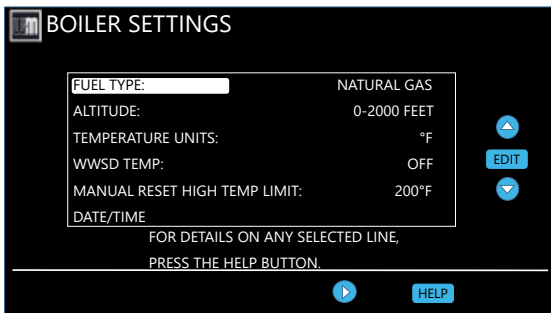 UM BOILER SETTINGS
FUEL TYPE: NATURAL GAS
ALTITUDE: 0-2000 FEET
TEMPERATURE UNITS: °F
WWSD TEMP: OFF
MANUAL RESET HIGH TEMP LIMIT: 200°F
DATE/TIME
EDIT
FOR DETAILS ON ANY SELECTED LINE,
PRESS THE HELP BUTTON.
HELP